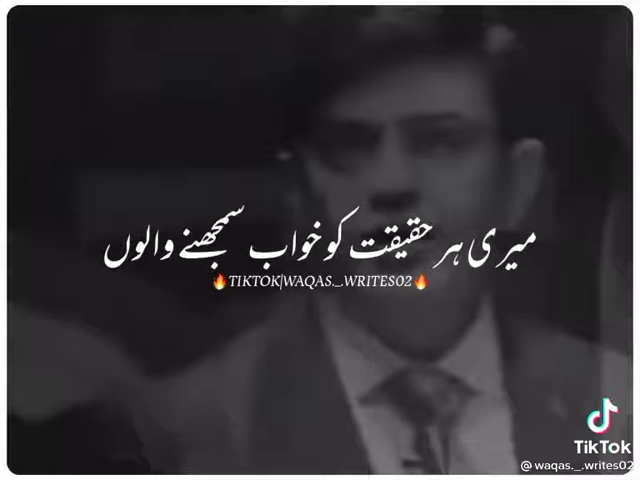 میری ہر حقیقت کو خواب سمجھنے والوں
🔥TIKTOK|WAQAS._.WRITES02🔥
TikTok
@waqas._.writes02